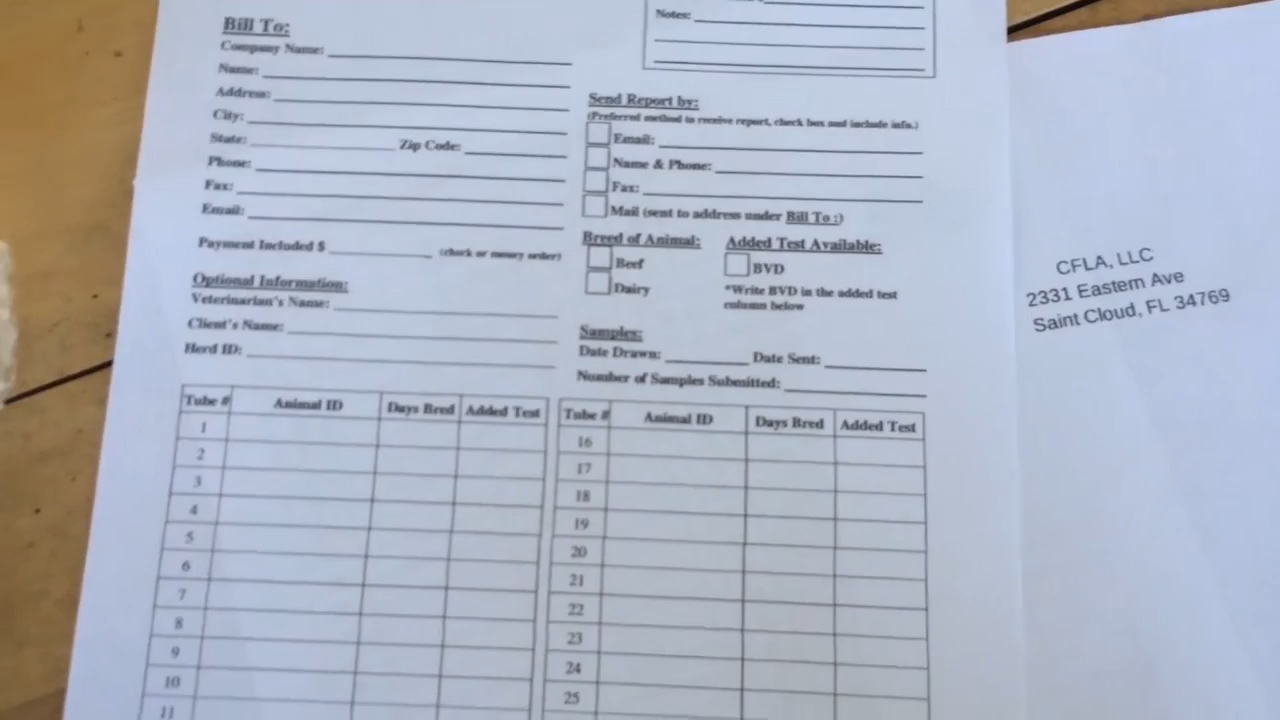 Notes:
Bill To:
Company Name:
Name:
Address:
City:
State: Zip Code:
Phone:
Fax:
Email:
Payment Included $ (check or money order)
Optional Information:
Veterinarian's Name:
Client's Name:
Herd ID:
Send Report by:
(Preferred method to receive report, check box and include info.)
Email:
Name & Phone:
Fax:
Mail (sent to address under Bill To :)
Breed of Animal:
Beef
Dairy
Added Test Available:
BVD
*Write BVD in the added test
column below
Samples:
Date Drawn: Date Sent:
Number of Samples Submitted:
Tube # Animal ID Days Bred Added Test
1
2
3
4
5
6
7
8
9
10
11
Tube # Animal ID Days Bred Added Test
16
17
18
19
20
21
22
23
24
25
CFLA, LLC
2331 Eastern Ave
Saint Cloud, FL 34769